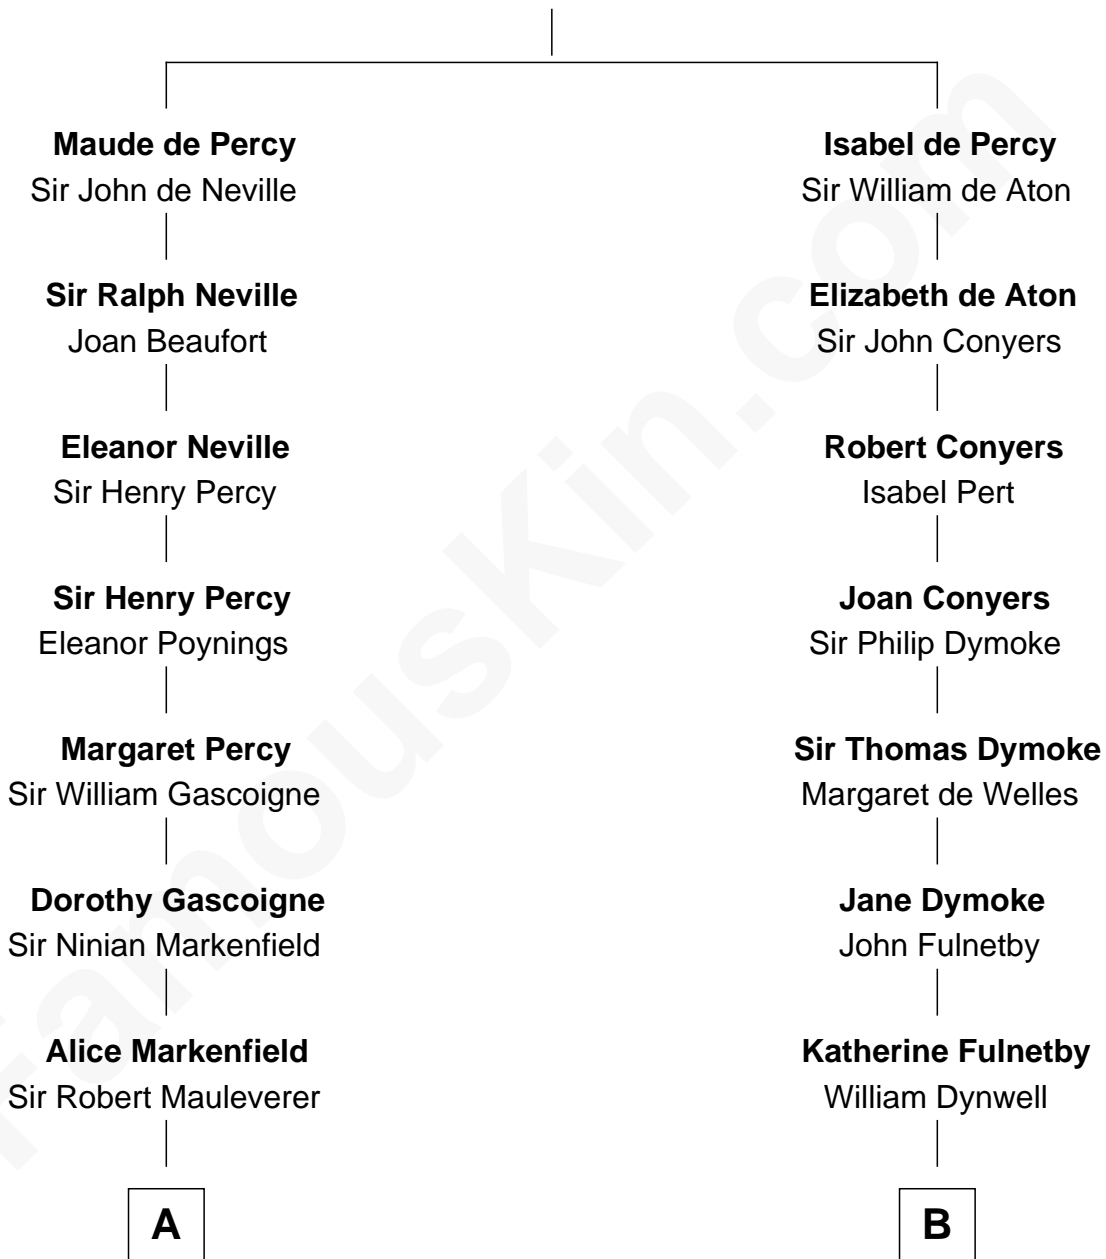 Maude de Percy
Sir John de Neville
Isabel de Percy
Sir William de Aton
Sir Ralph Neville
Joan Beaufort
Elizabeth de Aton
Sir John Conyers
Eleanor Neville
Sir Henry Percy
Robert Conyers
Isabel Pert
Sir Henry Percy
Eleanor Poynings
Joan Conyers
Sir Philip Dymoke
Margaret Percy
Sir William Gascoigne
Sir Thomas Dymoke
Margaret de Welles
Dorothy Gascoigne
Sir Ninian Markenfield
Jane Dymoke
John Fulnetby
Alice Markenfield
Sir Robert Mauleverer
Katherine Fulnetby
William Dynwell
A
B
FamousKin.com